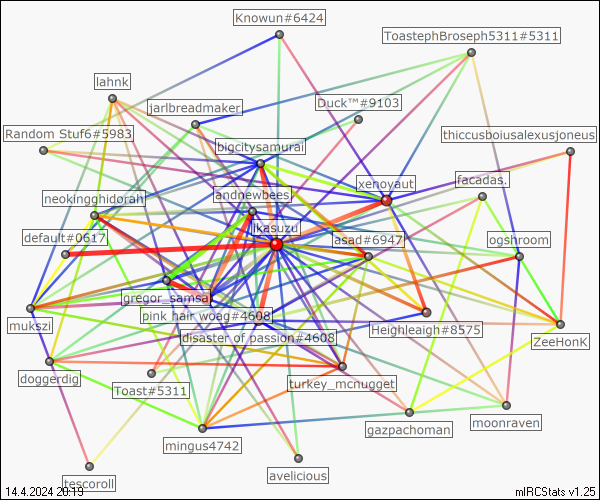 Knowun#6424
ToastephBroseph5311#5311
lahnk
jarlbreadmaker
Duck™#9103
Random Stuf6#5983
thiccusboiusalexusjoneus
bigcitysamurai
xenoyaut
facadas.
andnewbees
neokingghidorah
Ikasuzu
default#0617
asad#6947
ogshroom
gregor_samsa
mukszi
pink hair woag#4608
Heighleaigh#8575
disaster of passion#4608
ZeeHonK
doggerdig
Toast#5311
turkey_mcnugget
gazpachoman
moonraven
mingus4742
tescoroll
avelicious
14.4.2024 20:19
mIRCStats v1.25